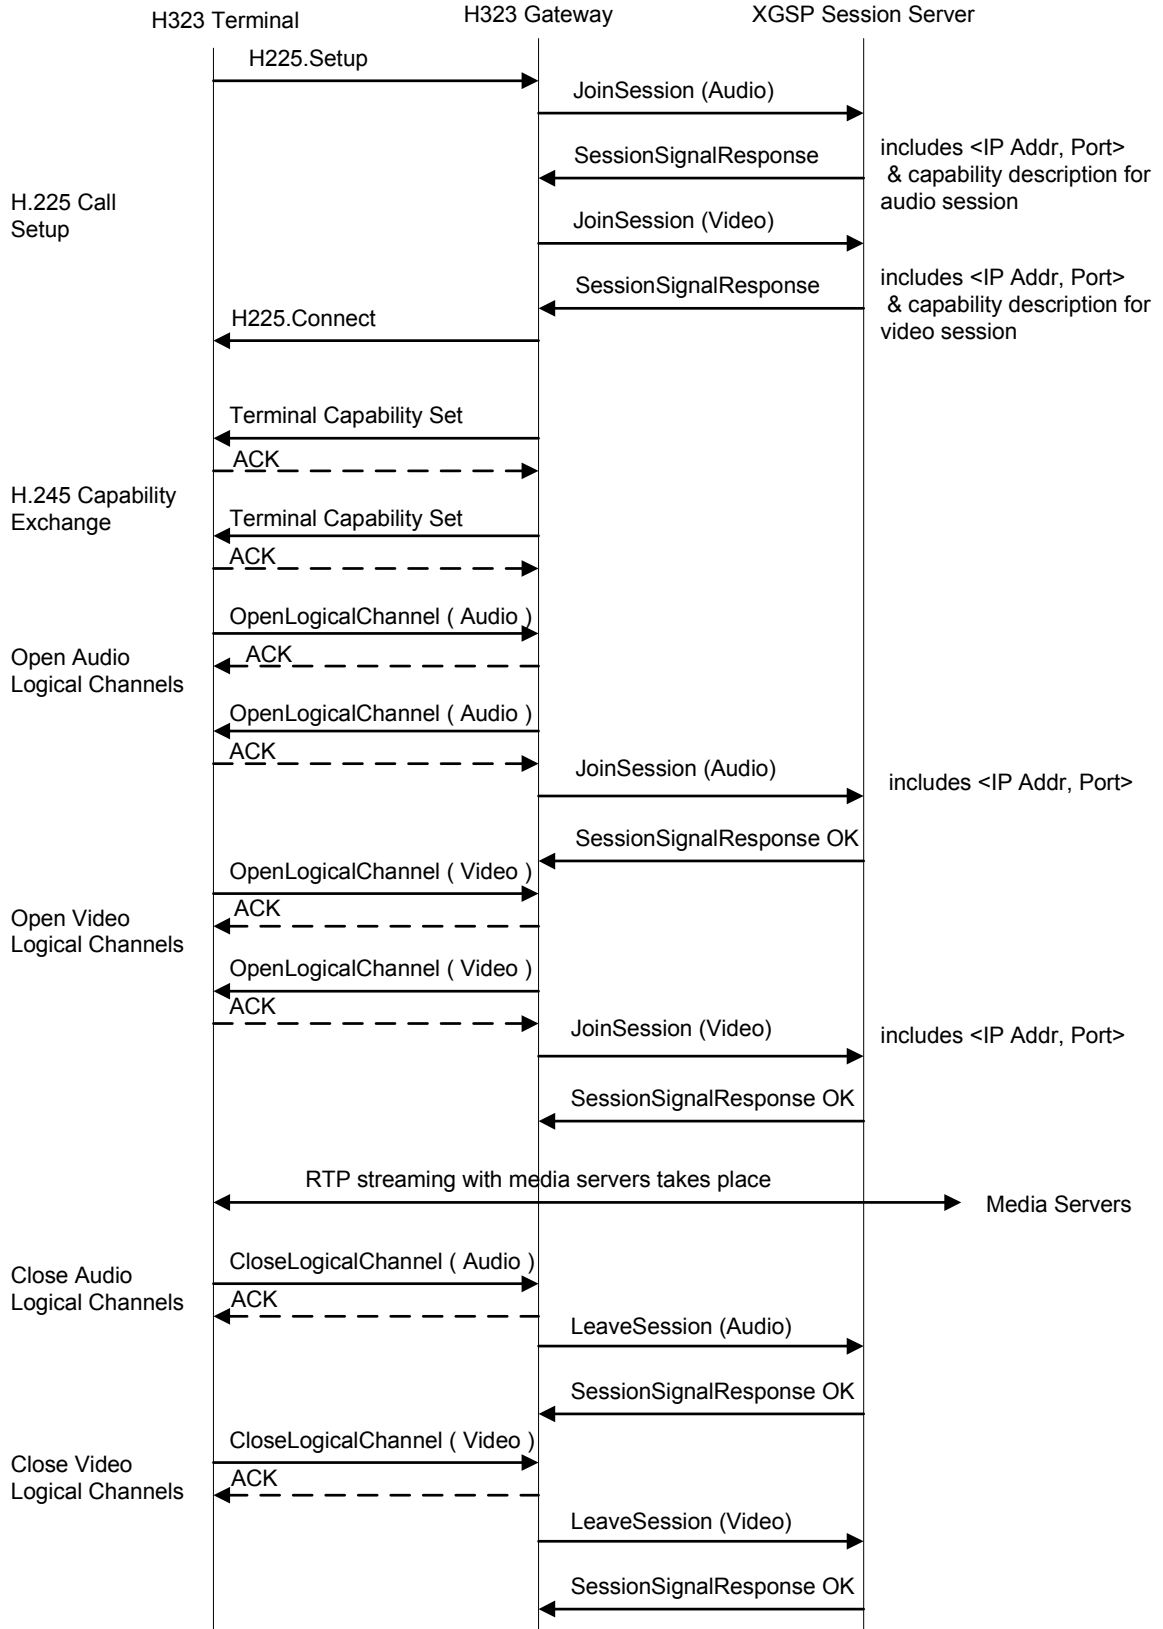 H323 Terminal
H323 Gateway
XGSP Session Server
H225.Setup
JoinSession (Audio)
SessionSignalResponse
includes <IP Addr, Port>
& capability description for
audio session
H.225 Call
Setup
JoinSession (Video)
SessionSignalResponse
includes <IP Addr, Port>
& capability description for
video session
H225.Connect
Terminal Capability Set
ACK
H.245 Capability
Exchange
Terminal Capability Set
ACK
OpenLogicalChannel ( Audio )
Open Audio
Logical Channels
ACK
OpenLogicalChannel ( Audio )
ACK
JoinSession (Audio)
includes <IP Addr, Port>
SessionSignalResponse OK
OpenLogicalChannel ( Video )
Open Video
Logical Channels
ACK
OpenLogicalChannel ( Video )
ACK
JoinSession (Video)
includes <IP Addr, Port>
SessionSignalResponse OK
RTP streaming with media servers takes place
Media Servers
CloseLogicalChannel ( Audio )
Close Audio
Logical Channels
ACK
LeaveSession (Audio)
SessionSignalResponse OK
CloseLogicalChannel ( Video )
Close Video
Logical Channels
ACK
LeaveSession (Video)
SessionSignalResponse OK